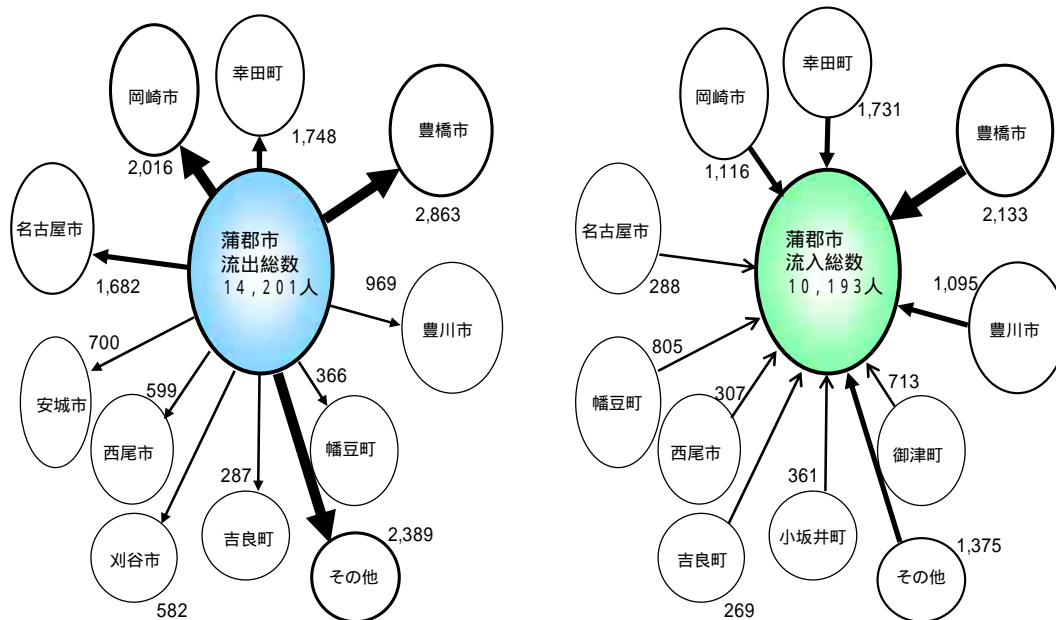 幸田町
岡崎市
豊橋市
1,748
2,016
2,863
名古屋市
1,682
蒲郡市
流出総数
14,201人
969
豊川市
700
安城市
599
西尾市
366
幡豆町
287
吉良町
刈谷市
582
2,389
その他
幸田町
岡崎市
豊橋市
1,731
1,116
2,133
名古屋市
288
蒲郡市
流入総数
10,193人
1,095
豊川市
805
幡豆町
307
西尾市
713
御津町
361
小坂井町
吉良町
269
1,375
その他